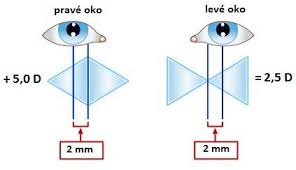 pravé oko
levé oko
+ 5,0 D
= 2,5 D
2 mm
2 mm